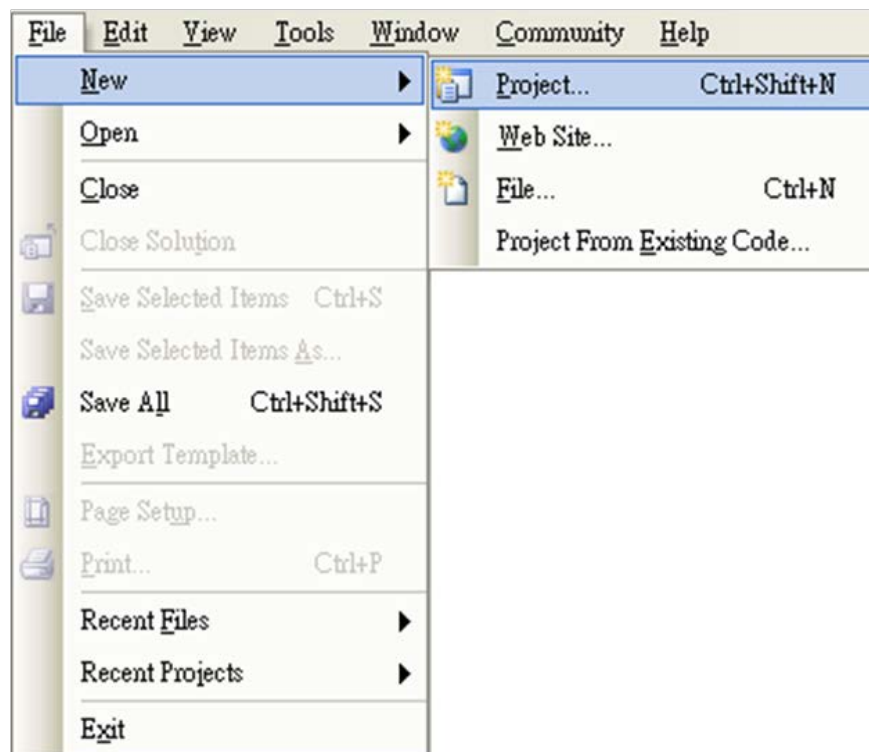 File Edit View Tools Window Community Help
New
Open
Close
Close Solution
Save Selected Items Ctrl+S
Save Selected Items As...
Save All Ctrl+Shift+S
Export Template...
Page Setup...
Print... Ctrl+P
Recent Files
Recent Projects
Exit
Project... Ctrl+Shift+N
Web Site...
File... Ctrl+N
Project From Existing Code...